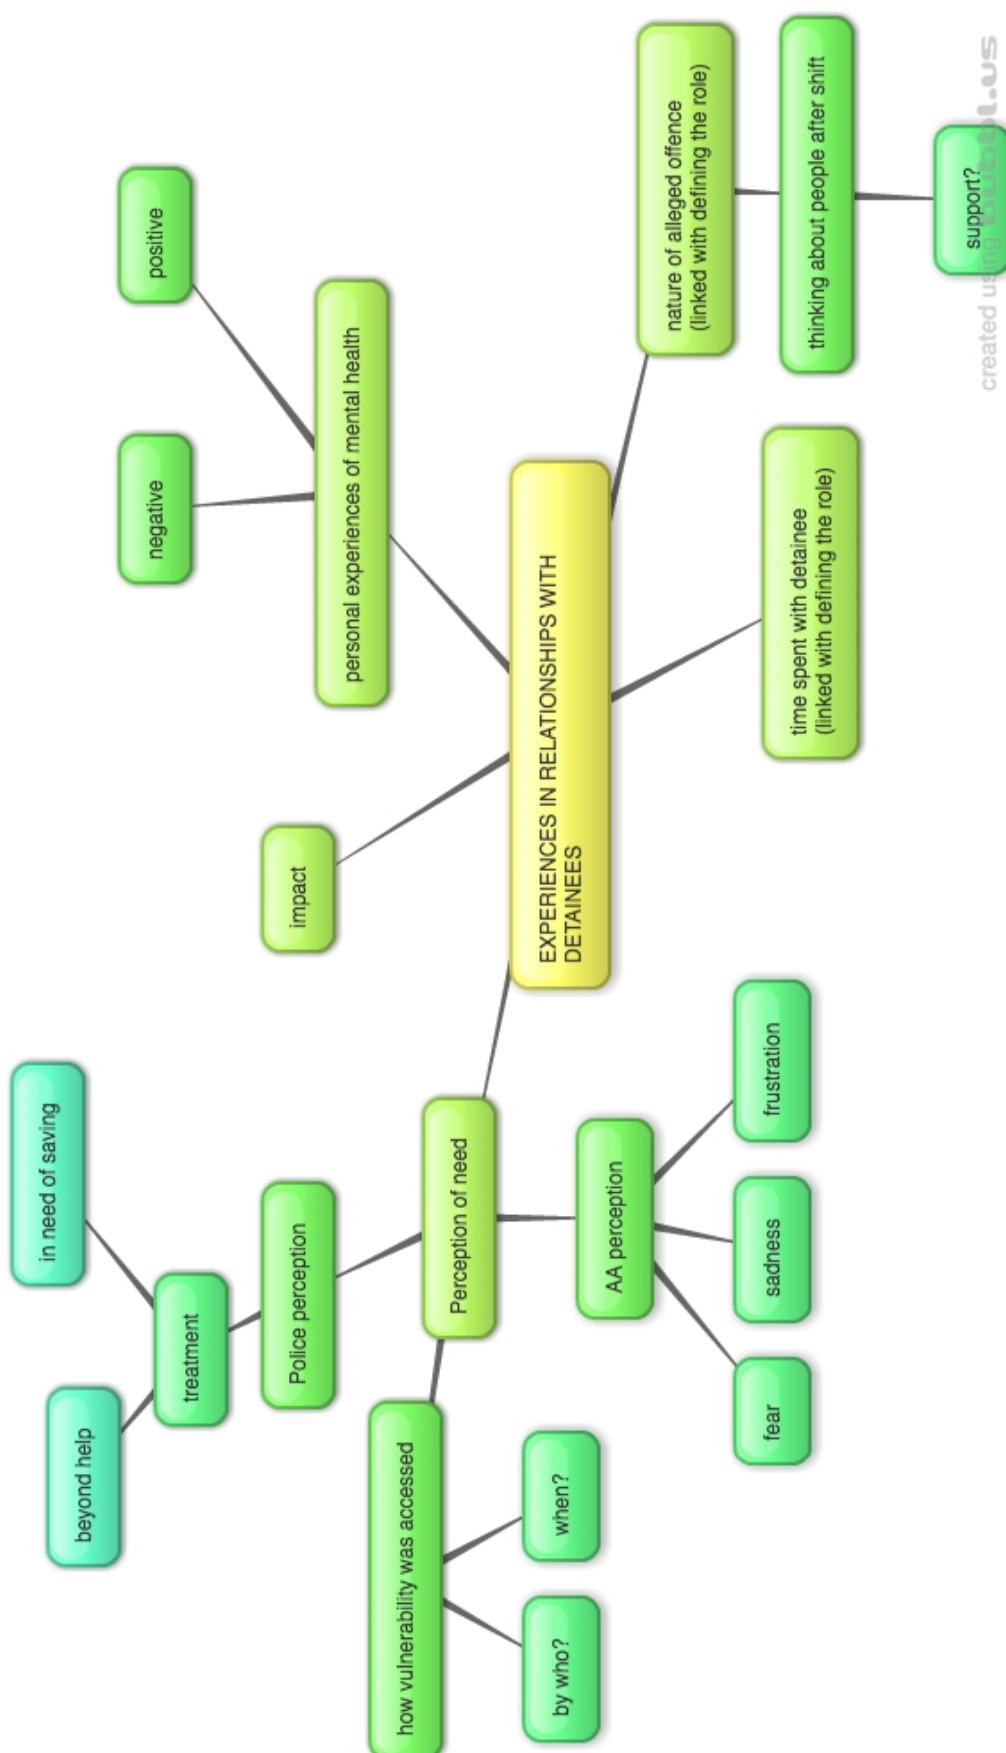 beyond help
in need of saving
treatment
Police perception
how vulnerability was accessed
by who?
when?
Perception of need
AA perception
fear
sadness
frustration
impact
negative
positive
personal experiences of mental health
EXPERIENCES IN RELATIONSHIPS WITH
DETAINEES
time spent with detainee
(linked with defining the role)
nature of alleged offence
(linked with defining the role)
thinking about people after shift
support?
created using bubbl.us